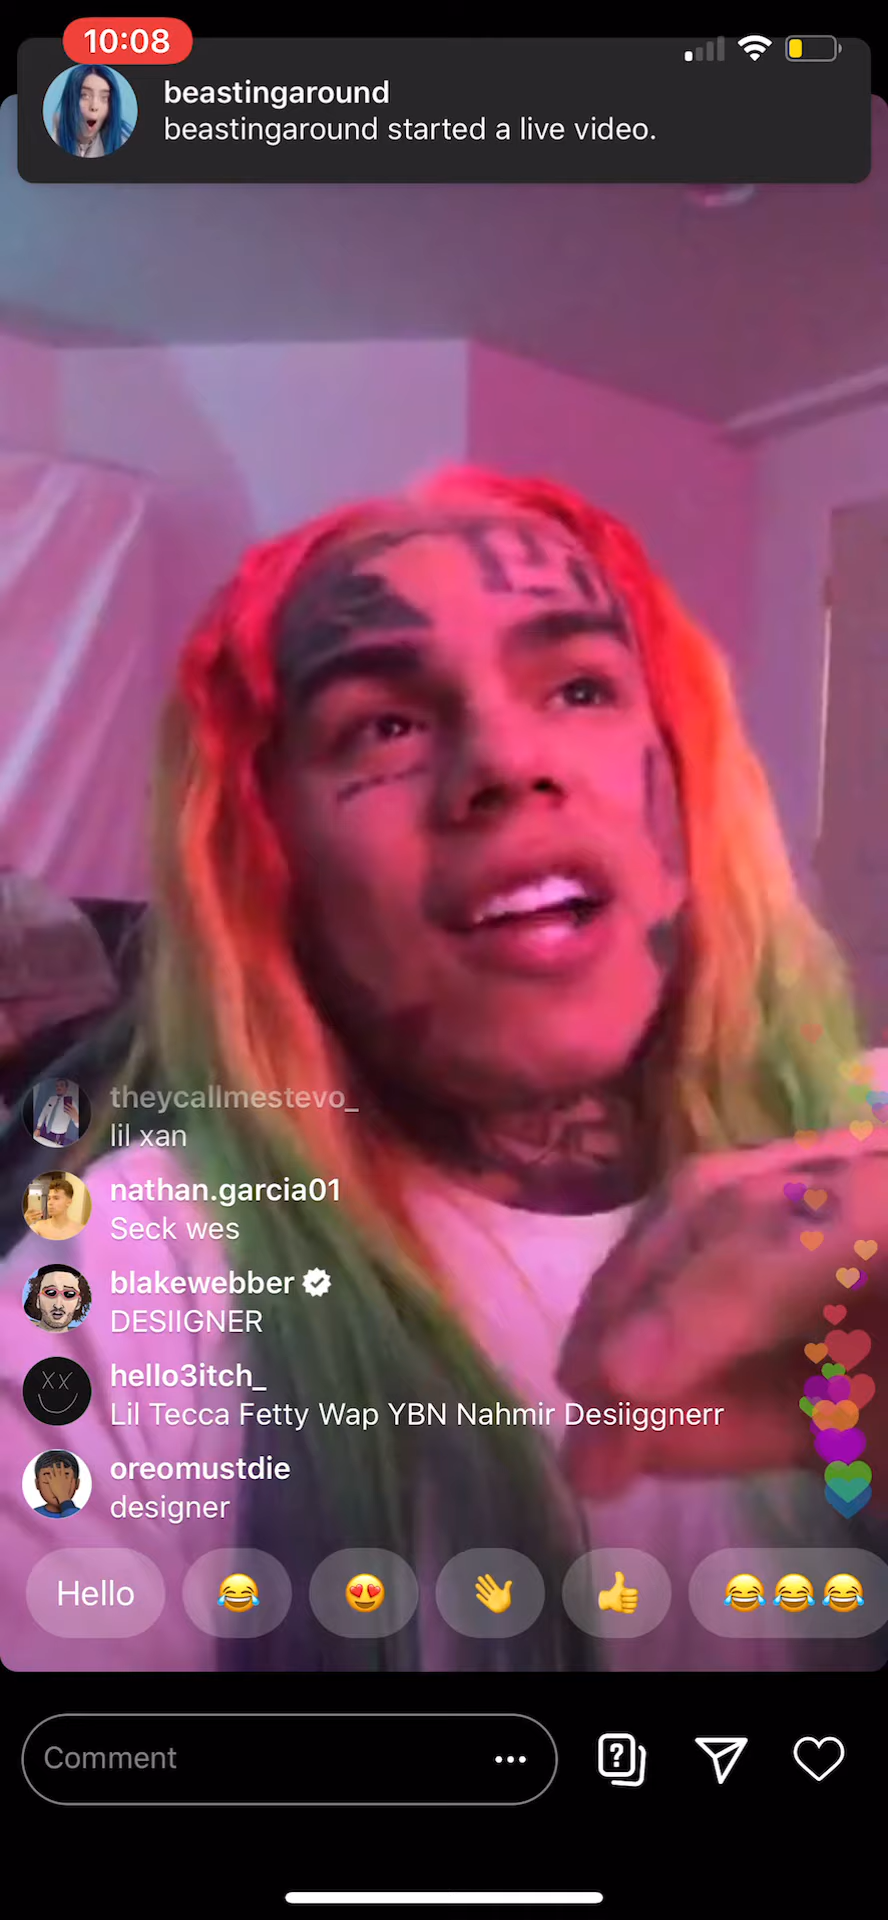 10:08
beastingaround
beastingaround started a live video.
theycallmestevo_
lil xan
nathan.garcia01
Seck wes
blakewebber
DESIIGNER
hello3itch_
Lil Tecca Fetty Wap YBN Nahmir Desiiggnerr
oreomustdie
designer
Hello
Comment